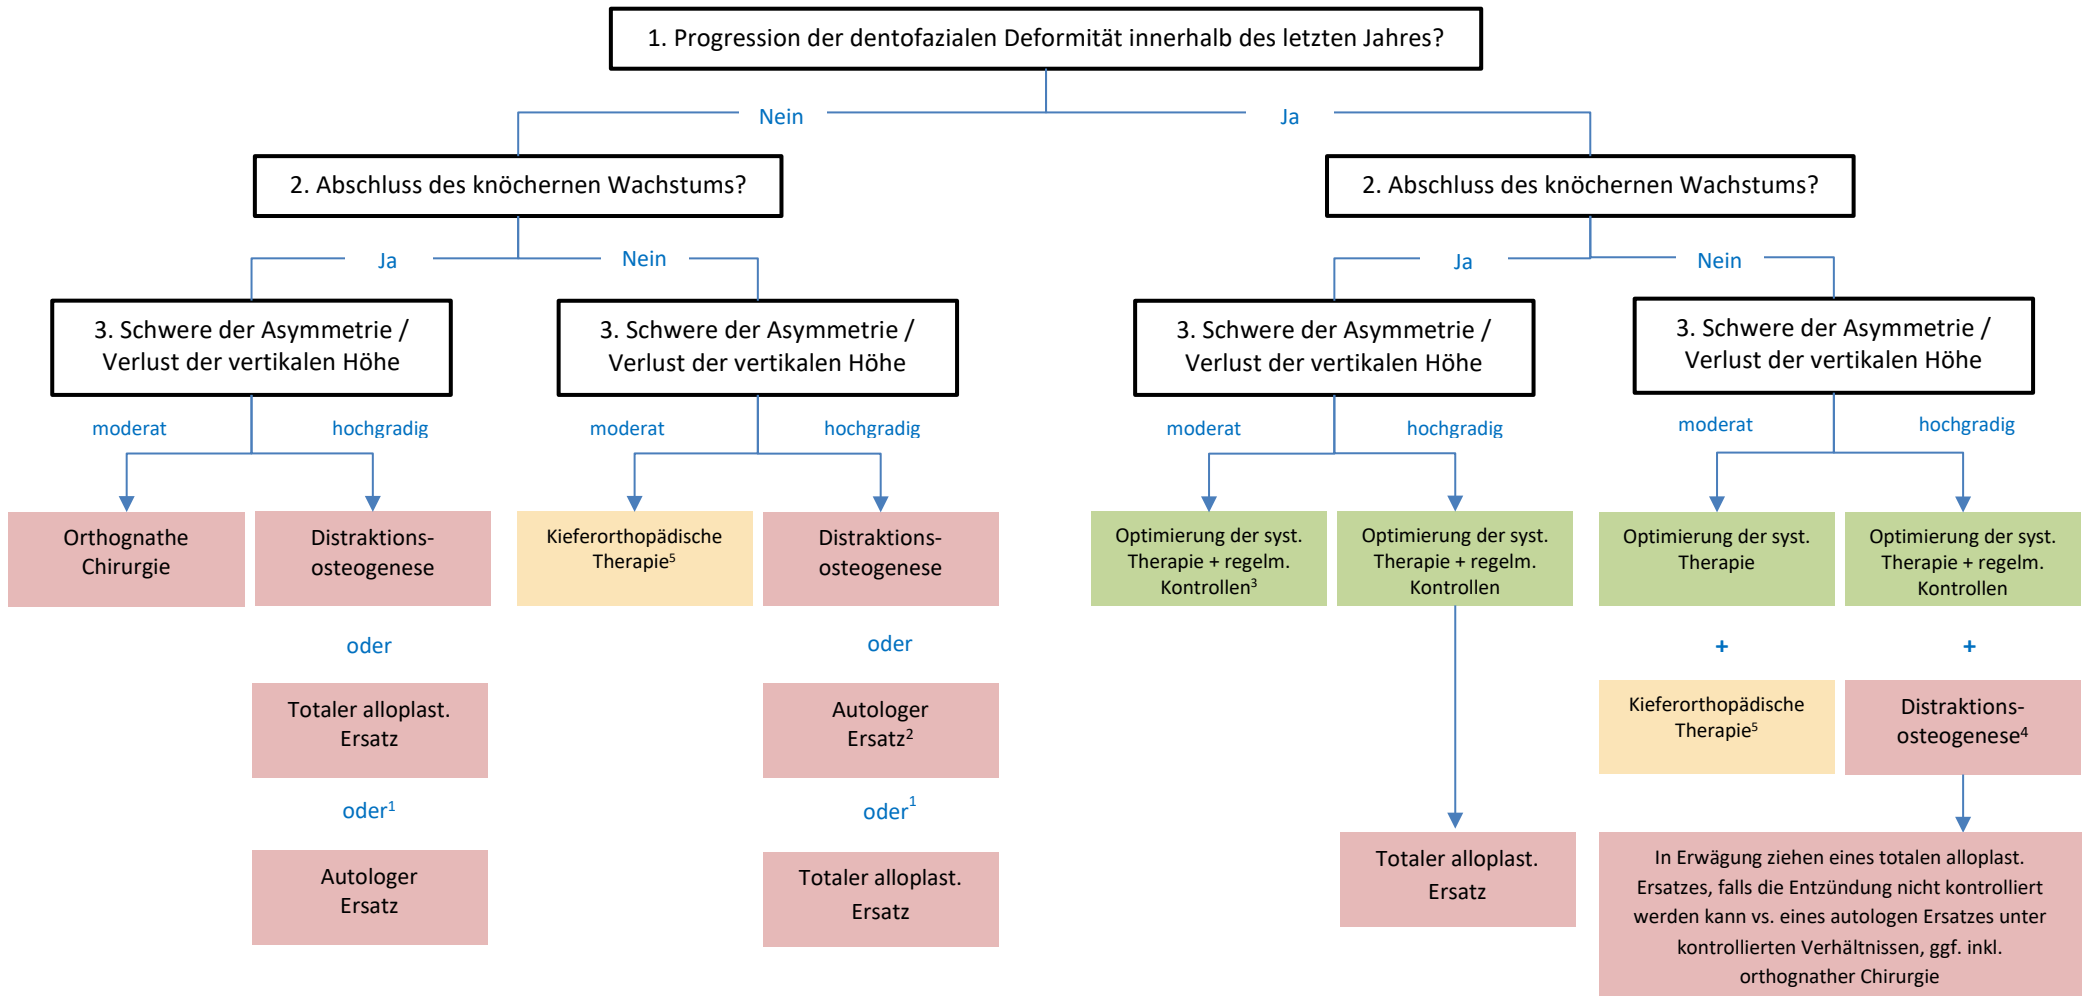 1. Progression der dentofazialen Deformität innerhalb des letzten Jahres?
Nein
Ja
2. Abschluss des knöchernen Wachstums?
2. Abschluss des knöchernen Wachstums?
Ja
Nein
Ja
Nein
3. Schwere der Asymmetrie /
Verlust der vertikalen Höhe
3. Schwere der Asymmetrie /
Verlust der vertikalen Höhe
3. Schwere der Asymmetrie /
Verlust der vertikalen Höhe
3. Schwere der Asymmetrie /
Verlust der vertikalen Höhe
moderat
hochgradig
moderat
hochgradig
moderat
hochgradig
moderat
hochgradig
Orthognathe
Chirurgie
Distraktions-
osteogenese
Kieferorthopädische
Therapie⁵
Distraktions-
osteogenese
Optimierung der syst.
Therapie + regelm.
Kontrollen³
Optimierung der syst.
Therapie + regelm.
Kontrollen
Optimierung der syst.
Therapie
Optimierung der syst.
Therapie + regelm.
Kontrollen
oder
oder
+
+
Totaler alloplast.
Ersatz
Autologer
Ersatz²
Kieferorthopädische
Therapie⁵
Distraktions-
osteogenese⁴
oder¹
oder¹
Autologer
Ersatz
Totaler alloplast.
Ersatz
Totaler alloplast.
Ersatz
In Erwägung ziehen eines totalen alloplast.
Ersatzes, falls die Entzündung nicht kontrolliert
werden kann vs. eines autologen Ersatzes unter
kontrollierten Verhältnissen, ggf. inkl.
orthognather Chirurgie